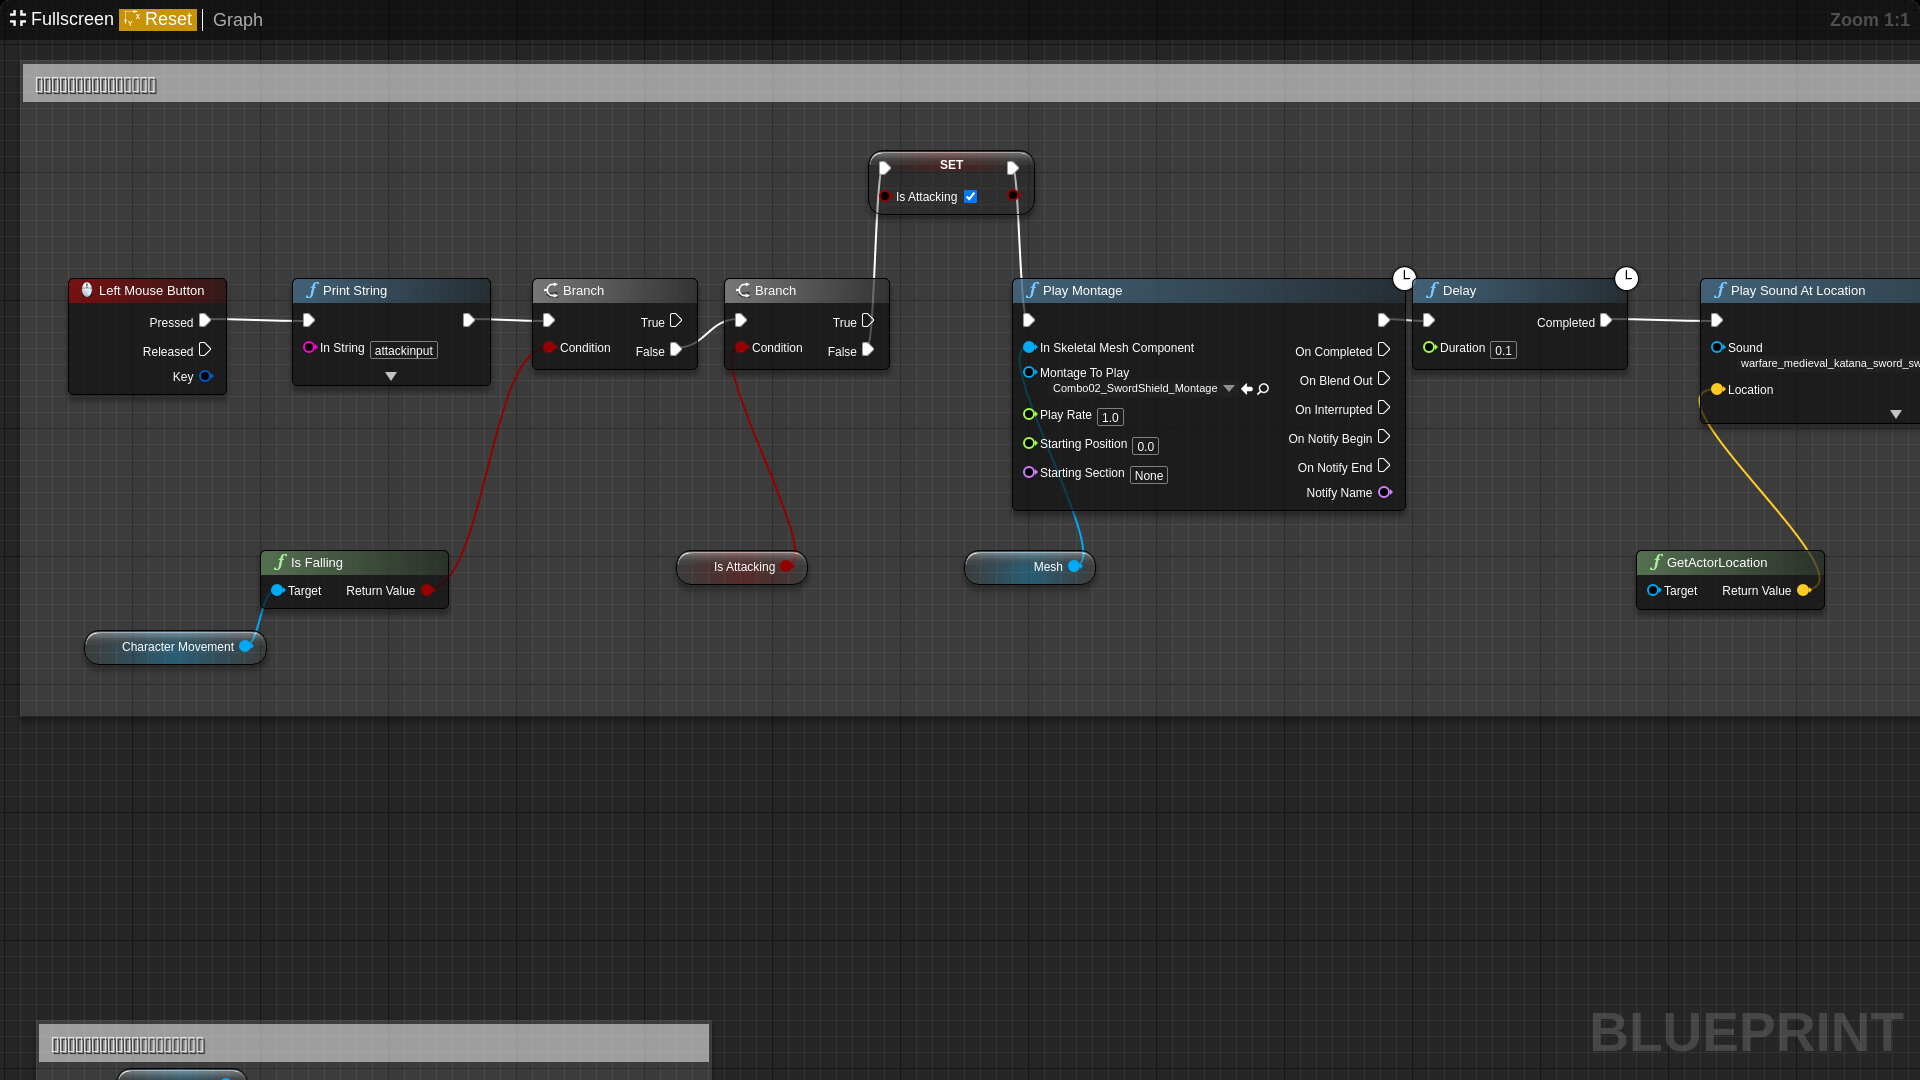 Fullscreen Reset Graph
Zoom 1:1
SET
Is Attacking
Left Mouse Button
Pressed
Released
Key
Print String
In String attackinput
Branch
True
Condition
False
Branch
True
Condition
False
Play Montage
In Skeletal Mesh Component
Montage To Play
Combo02_SwordShield_Montage
Play Rate 1.0
Starting Position 0.0
Starting Section None
On Completed
On Blend Out
On Interrupted
On Notify Begin
On Notify End
Notify Name
Delay
Completed
Duration 0.1
Play Sound At Location
Sound
warfare_medieval_katana_sword_sw
Location
Is Falling
Target Return Value
Is Attacking
Mesh
GetActorLocation
Target Return Value
Character Movement
BLUEPRINT